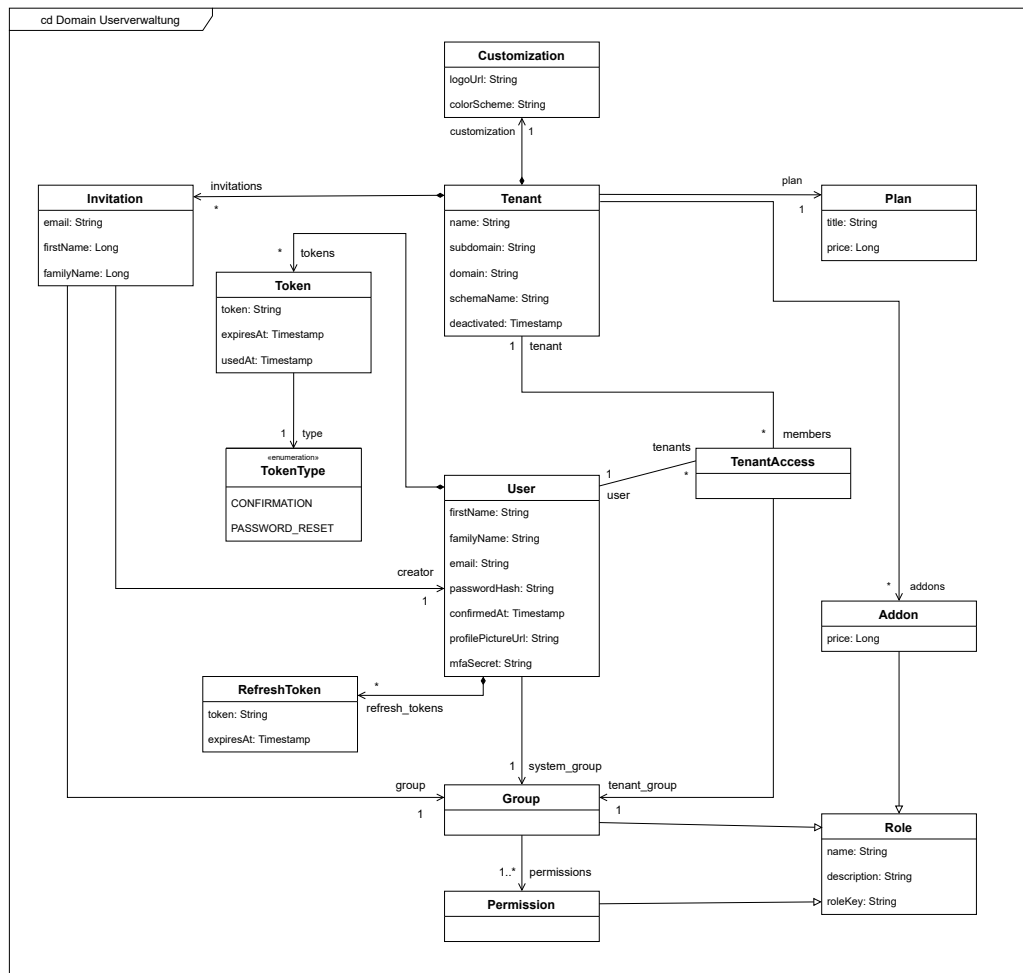 cd Domain Userverwaltung
Customization
logoUrl: String
colorScheme: String
customization 1
invitations
*
Invitation
email: String
firstName: Long
familyName: Long
Tenant
name: String
subdomain: String
domain: String
schemaName: String
deactivated: Timestamp
plan
1
Plan
title: String
price: Long
* tokens
Token
token: String
expiresAt: Timestamp
usedAt: Timestamp
1 tenant
1 type
* members
«enumeration»
TokenType
CONFIRMATION
PASSWORD_RESET
tenants
*
1
user
TenantAccess
User
firstName: String
familyName: String
email: String
passwordHash: String
confirmedAt: Timestamp
profilePictureUrl: String
mfaSecret: String
creator
1
* addons
Addon
price: Long
*
refresh_tokens
RefreshToken
token: String
expiresAt: Timestamp
1 system_group
group
1
tenant_group
1
Group
Role
name: String
description: String
roleKey: String
1..* permissions
Permission